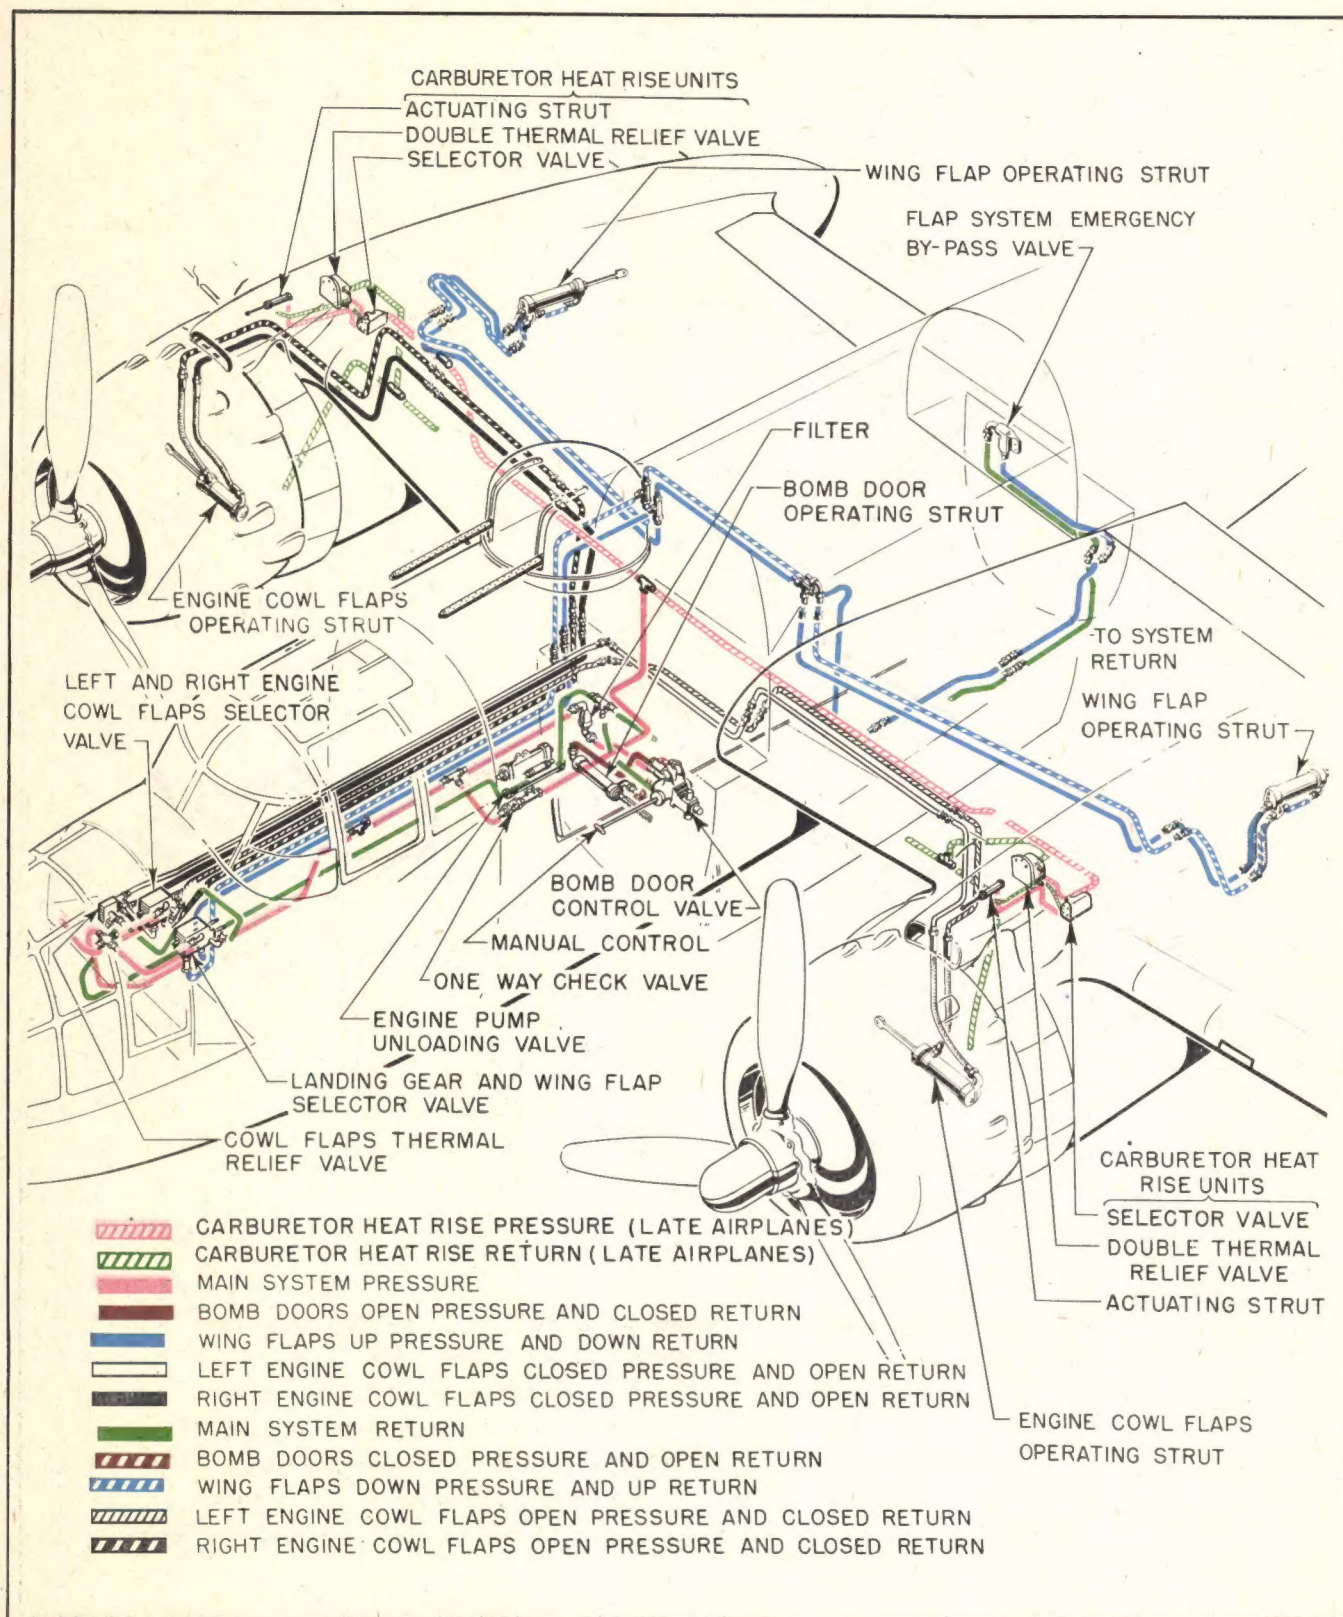 CARBURETOR HEAT RISE UNITS
ACTUATING STRUT
DOUBLE THERMAL RELIEF VALVE
SELECTOR VALVE
WING FLAP OPERATING STRUT
FLAP SYSTEM EMERGENCY
BY-PASS VALVE
FILTER
BOMB DOOR
OPERATING STRUT
ENGINE COWL FLAPS
OPERATING STRUT
TO SYSTEM
RETURN
LEFT AND RIGHT ENGINE
COWL FLAPS SELECTOR
VALVE
WING FLAP
OPERATING STRUT
BOMB DOOR
CONTROL VALVE
MANUAL CONTROL
ONE WAY CHECK VALVE
ENGINE PUMP
UNLOADING VALVE
LANDING GEAR AND WING FLAP
SELECTOR VALVE
COWL FLAPS THERMAL
RELIEF VALVE
CARBURETOR HEAT
RISE UNITS
SELECTOR VALVE
DOUBLE THERMAL
RELIEF VALVE
ACTUATING STRUT
ENGINE COWL FLAPS
OPERATING STRUT
CARBURETOR HEAT RISE PRESSURE (LATE AIRPLANES)
CARBURETOR HEAT RISE RETURN (LATE AIRPLANES)
MAIN SYSTEM PRESSURE
BOMB DOORS OPEN PRESSURE AND CLOSED RETURN
WING FLAPS UP PRESSURE AND DOWN RETURN
LEFT ENGINE COWL FLAPS CLOSED PRESSURE AND OPEN RETURN
RIGHT ENGINE COWL FLAPS CLOSED PRESSURE AND OPEN RETURN
MAIN SYSTEM RETURN
BOMB DOORS CLOSED PRESSURE AND OPEN RETURN
WING FLAPS DOWN PRESSURE AND UP RETURN
LEFT ENGINE COWL FLAPS OPEN PRESSURE AND CLOSED RETURN
RIGHT ENGINE COWL FLAPS OPEN PRESSURE AND CLOSED RETURN